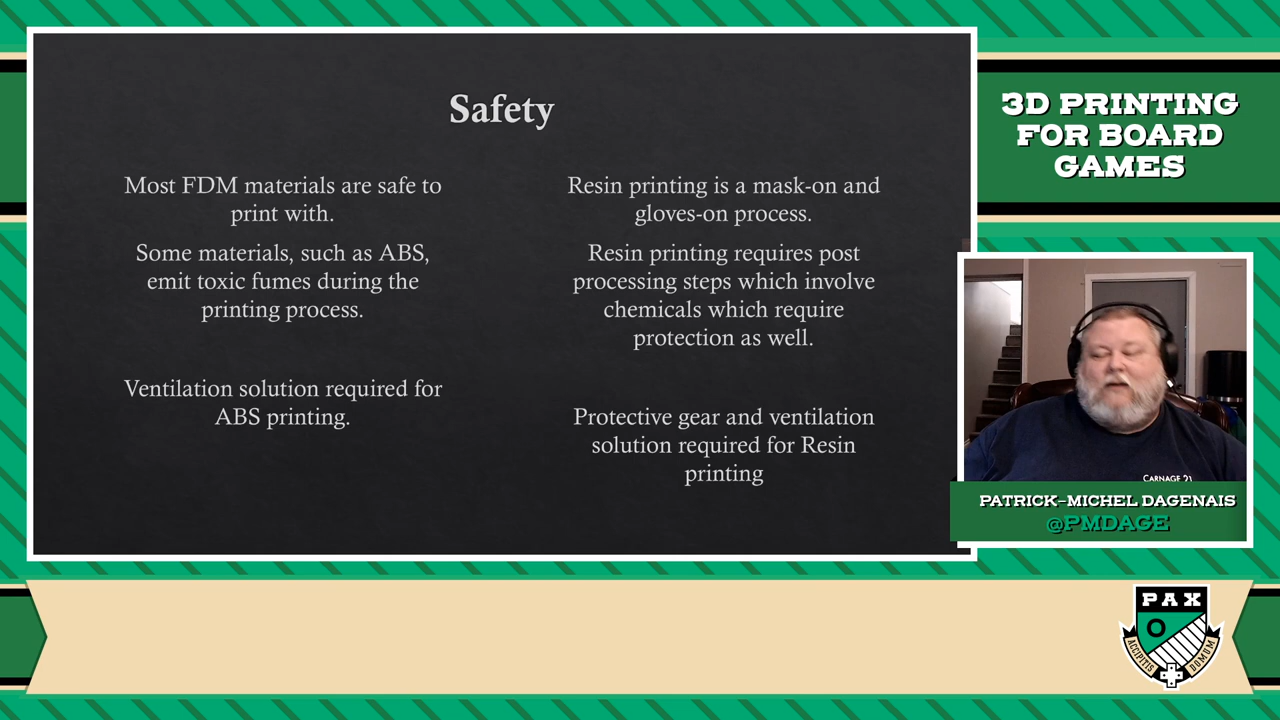 Safety
Most FDM materials are safe to
print with.
Some materials, such as ABS,
emit toxic fumes during the
printing process.
Ventilation solution required for
ABS printing.
Resin printing is a mask-on and
gloves-on process.
Resin printing requires post
processing steps which involve
chemicals which require
protection as well.
Protective gear and ventilation
solution required for Resin
printing
3D PRINTING
FOR BOARD
GAMES
CARNAGE
PATRICK-MICHEL DAGENAIS
@PMDAGE
PAX
ACCIPITIS
DOMUM